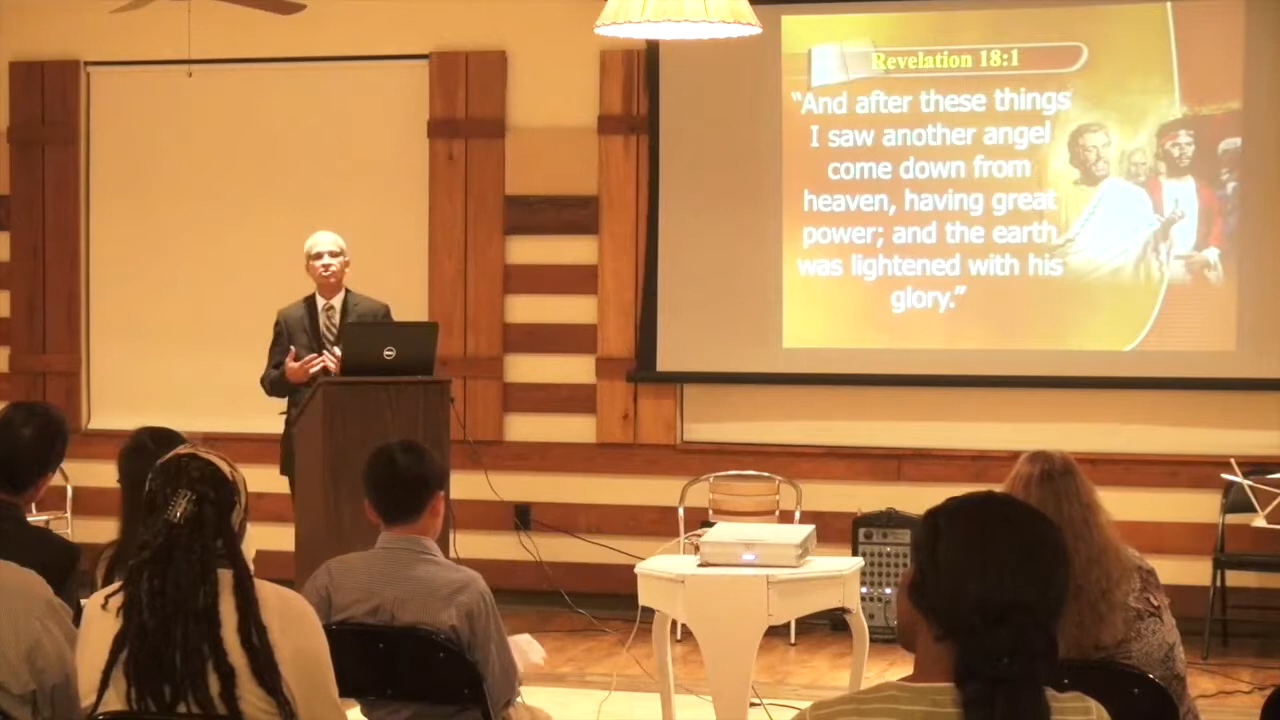 Revelation 18:1
“And after these things
I saw another angel
come down from
heaven, having great
power; and the earth
was lightened with his
glory.”
DELL